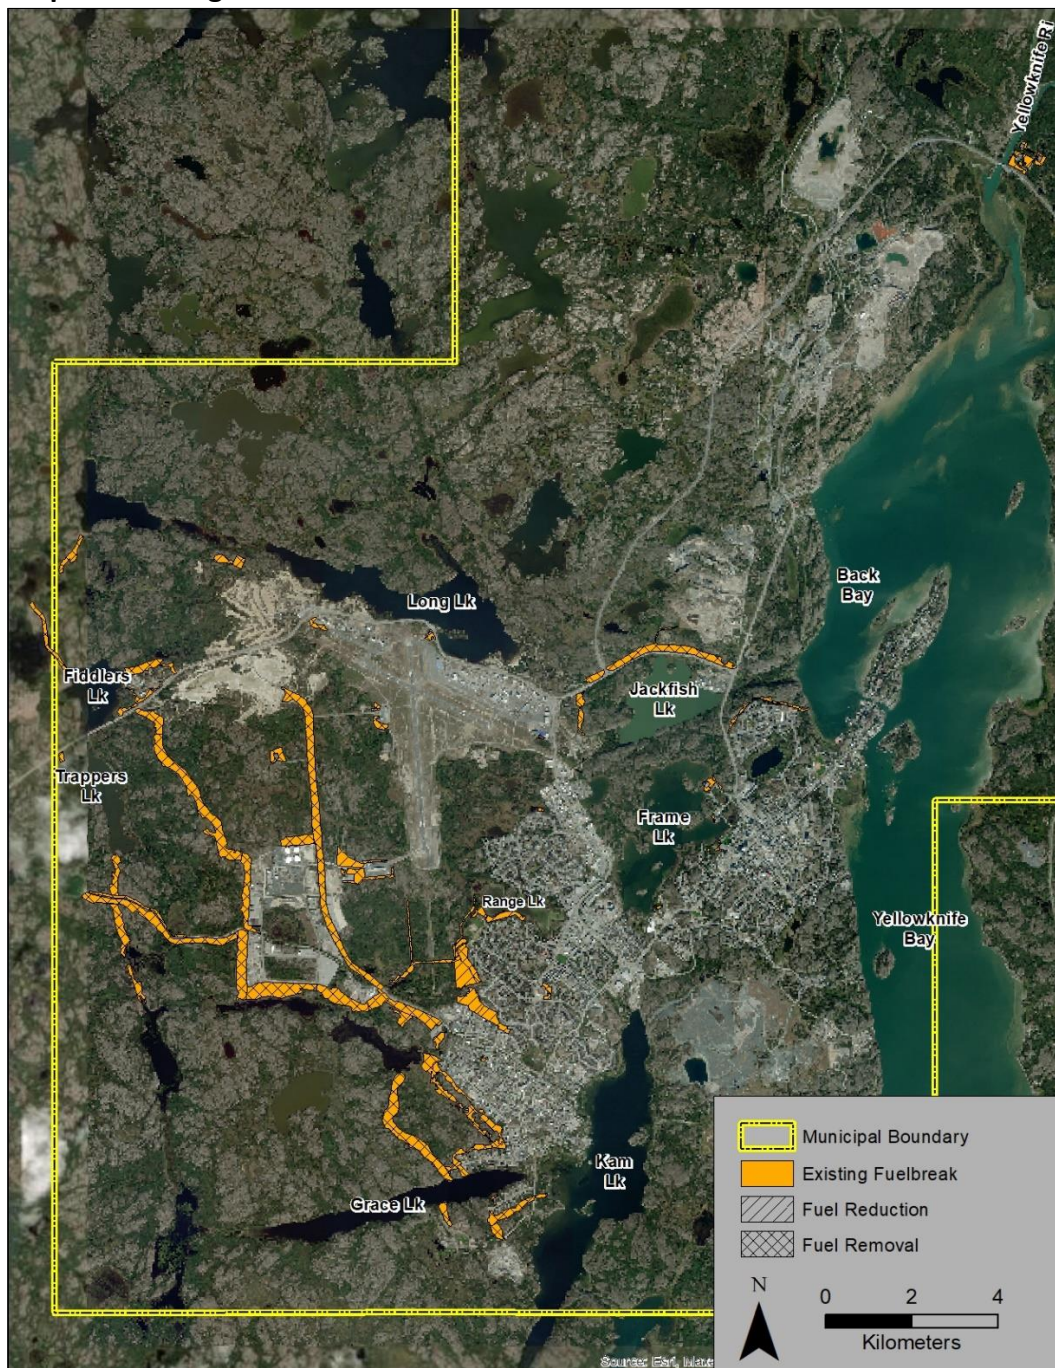 Yellowknife Ri
Long Lk
Back
Bay
Fiddlers
Lk
Jackfish
Lk
Trappers
Lk
Frame
Lk
Range Lk
Yellowknife
Bay
Kam
Lk
Grace Lk
Municipal Boundary
Existing Fuelbreak
Fuel Reduction
Fuel Removal
N
0 2 4
Kilometers
Source: Esri,